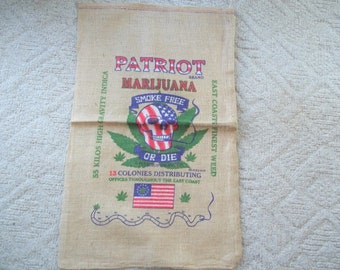 PATRIOT
BRAND
MARIJUANA
SMOKE FREE
OR DIE
55 KILOS HIGH GRAVITY INDICA
EAST COAST FINEST WEED
13 COLONIES DISTRIBUTING
OFFICES THROUGHOUT THE EAST COAST